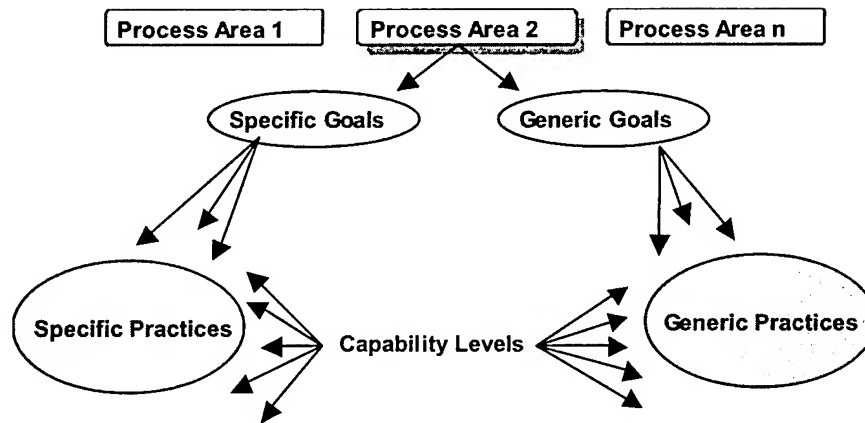 Process Area 1
Process Area 2
Process Area n
Specific Goals
Generic Goals
Specific Practices
Capability Levels
Generic Practices